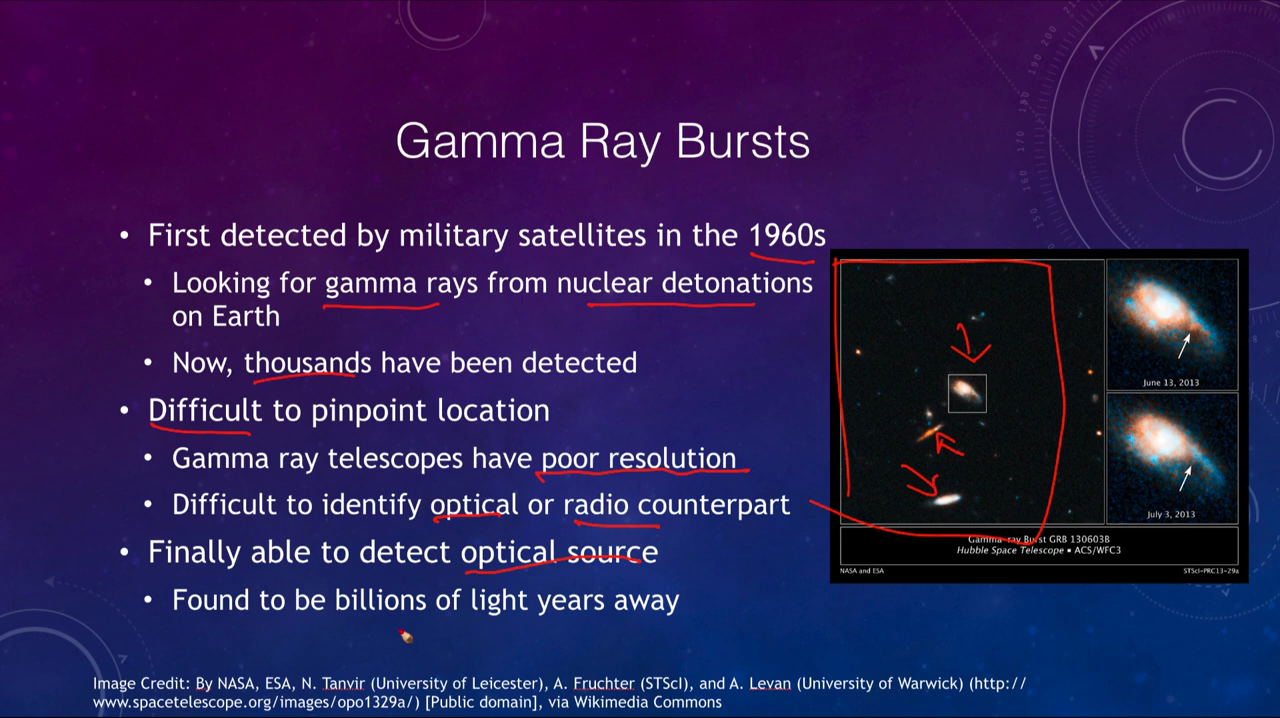 Gamma Ray Bursts
• First detected by military satellites in the 1960s
• Looking for gamma rays from nuclear detonations
on Earth
• Now, thousands have been detected
• Difficult to pinpoint location
• Gamma ray telescopes have poor resolution
• Difficult to identify optical or radio counterpart
• Finally able to detect optical source
• Found to be billions of light years away
June 13, 2013
July 3, 2013
Gamma-ray Burst GRB 130603B
Hubble Space Telescope ▪ ACS/WFC3
NASA and ESA
STScI-PRC13-29a
Image Credit: By NASA, ESA, N. Tanvir (University of Leicester), A. Fruchter (STScI), and A. Levan (University of Warwick) (http://
www.spacetelescope.org/images/opo1329a/) [Public domain], via Wikimedia Commons